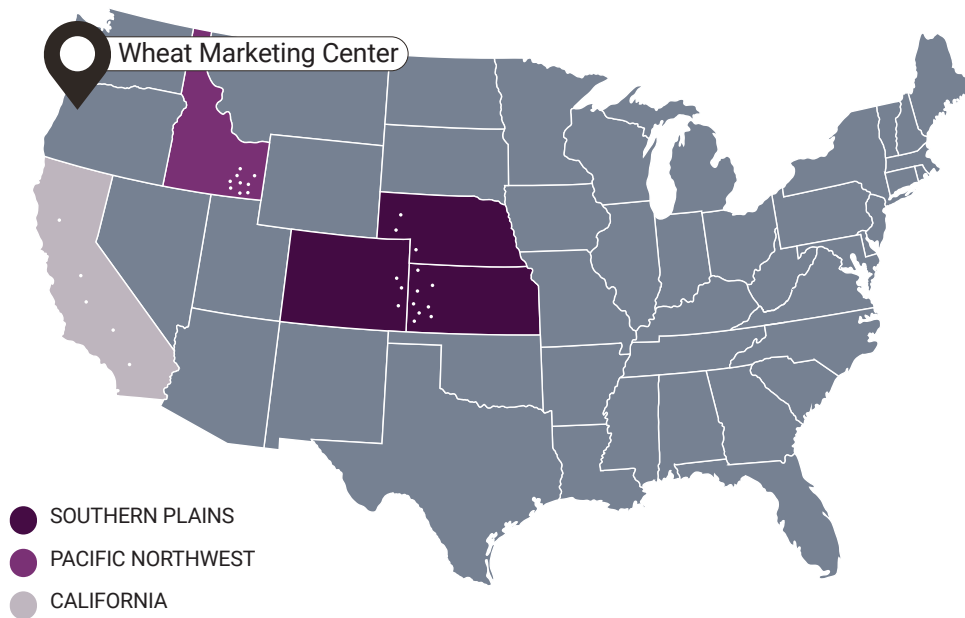 Wheat Marketing Center
SOUTHERN PLAINS
PACIFIC NORTHWEST
CALIFORNIA